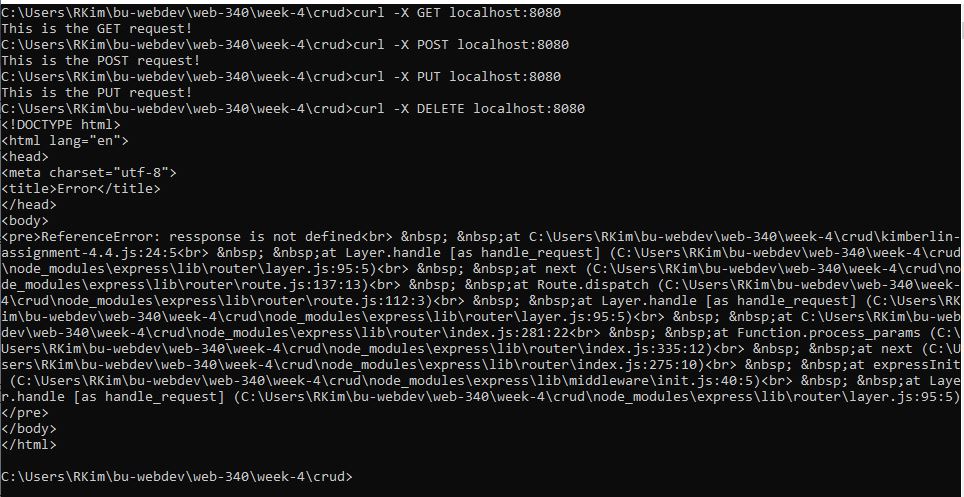 C:\Users\RKim\bu-webdev\web-340\week-4\crud>curl -X GET localhost:8080
This is the GET request!
C:\Users\RKim\bu-webdev\web-340\week-4\crud>curl -X POST localhost:8080
This is the POST request!
C:\Users\RKim\bu-webdev\web-340\week-4\crud>curl -X PUT localhost:8080
This is the PUT request!
C:\Users\RKim\bu-webdev\web-340\week-4\crud>curl -X DELETE localhost:8080
<!DOCTYPE html>
<html lang="en">
<head>
<meta charset="utf-8">
<title>Error</title>
</head>
<body>
<pre>ReferenceError: ressponse is not defined<br> &nbsp; &nbsp;at C:\Users\RKim\bu-webdev\web-340\week-4\crud\kimberlin-
assignment-4.4.js:24:5<br> &nbsp; &nbsp;at Layer.handle [as handle_request] (C:\Users\RKim\bu-webdev\web-340\week-4\crud
\node_modules\express\lib\router\layer.js:95:5)<br> &nbsp; &nbsp;at next (C:\Users\RKim\bu-webdev\web-340\week-4\crud\no
de_modules\express\lib\router\route.js:137:13)<br> &nbsp; &nbsp;at Route.dispatch (C:\Users\RKim\bu-webdev\web-340\week-
4\crud\node_modules\express\lib\router\route.js:112:3)<br> &nbsp; &nbsp;at Layer.handle [as handle_request] (C:\Users\RK
im\bu-webdev\web-340\week-4\crud\node_modules\express\lib\router\layer.js:95:5)<br> &nbsp; &nbsp;at C:\Users\RKim\bu-web
dev\web-340\week-4\crud\node_modules\express\lib\router\index.js:281:22<br> &nbsp; &nbsp;at Function.process_params (C:\
Users\RKim\bu-webdev\web-340\week-4\crud\node_modules\express\lib\router\index.js:335:12)<br> &nbsp; &nbsp;at next (C:\U
sers\RKim\bu-webdev\web-340\week-4\crud\node_modules\express\lib\router\index.js:275:10)<br> &nbsp; &nbsp;at expressInit
 (C:\Users\RKim\bu-webdev\web-340\week-4\crud\node_modules\express\lib\middleware\init.js:40:5)<br> &nbsp; &nbsp;at Laye
r.handle [as handle_request] (C:\Users\RKim\bu-webdev\web-340\week-4\crud\node_modules\express\lib\router\layer.js:95:5)
</pre>
</body>
</html>
C:\Users\RKim\bu-webdev\web-340\week-4\crud>